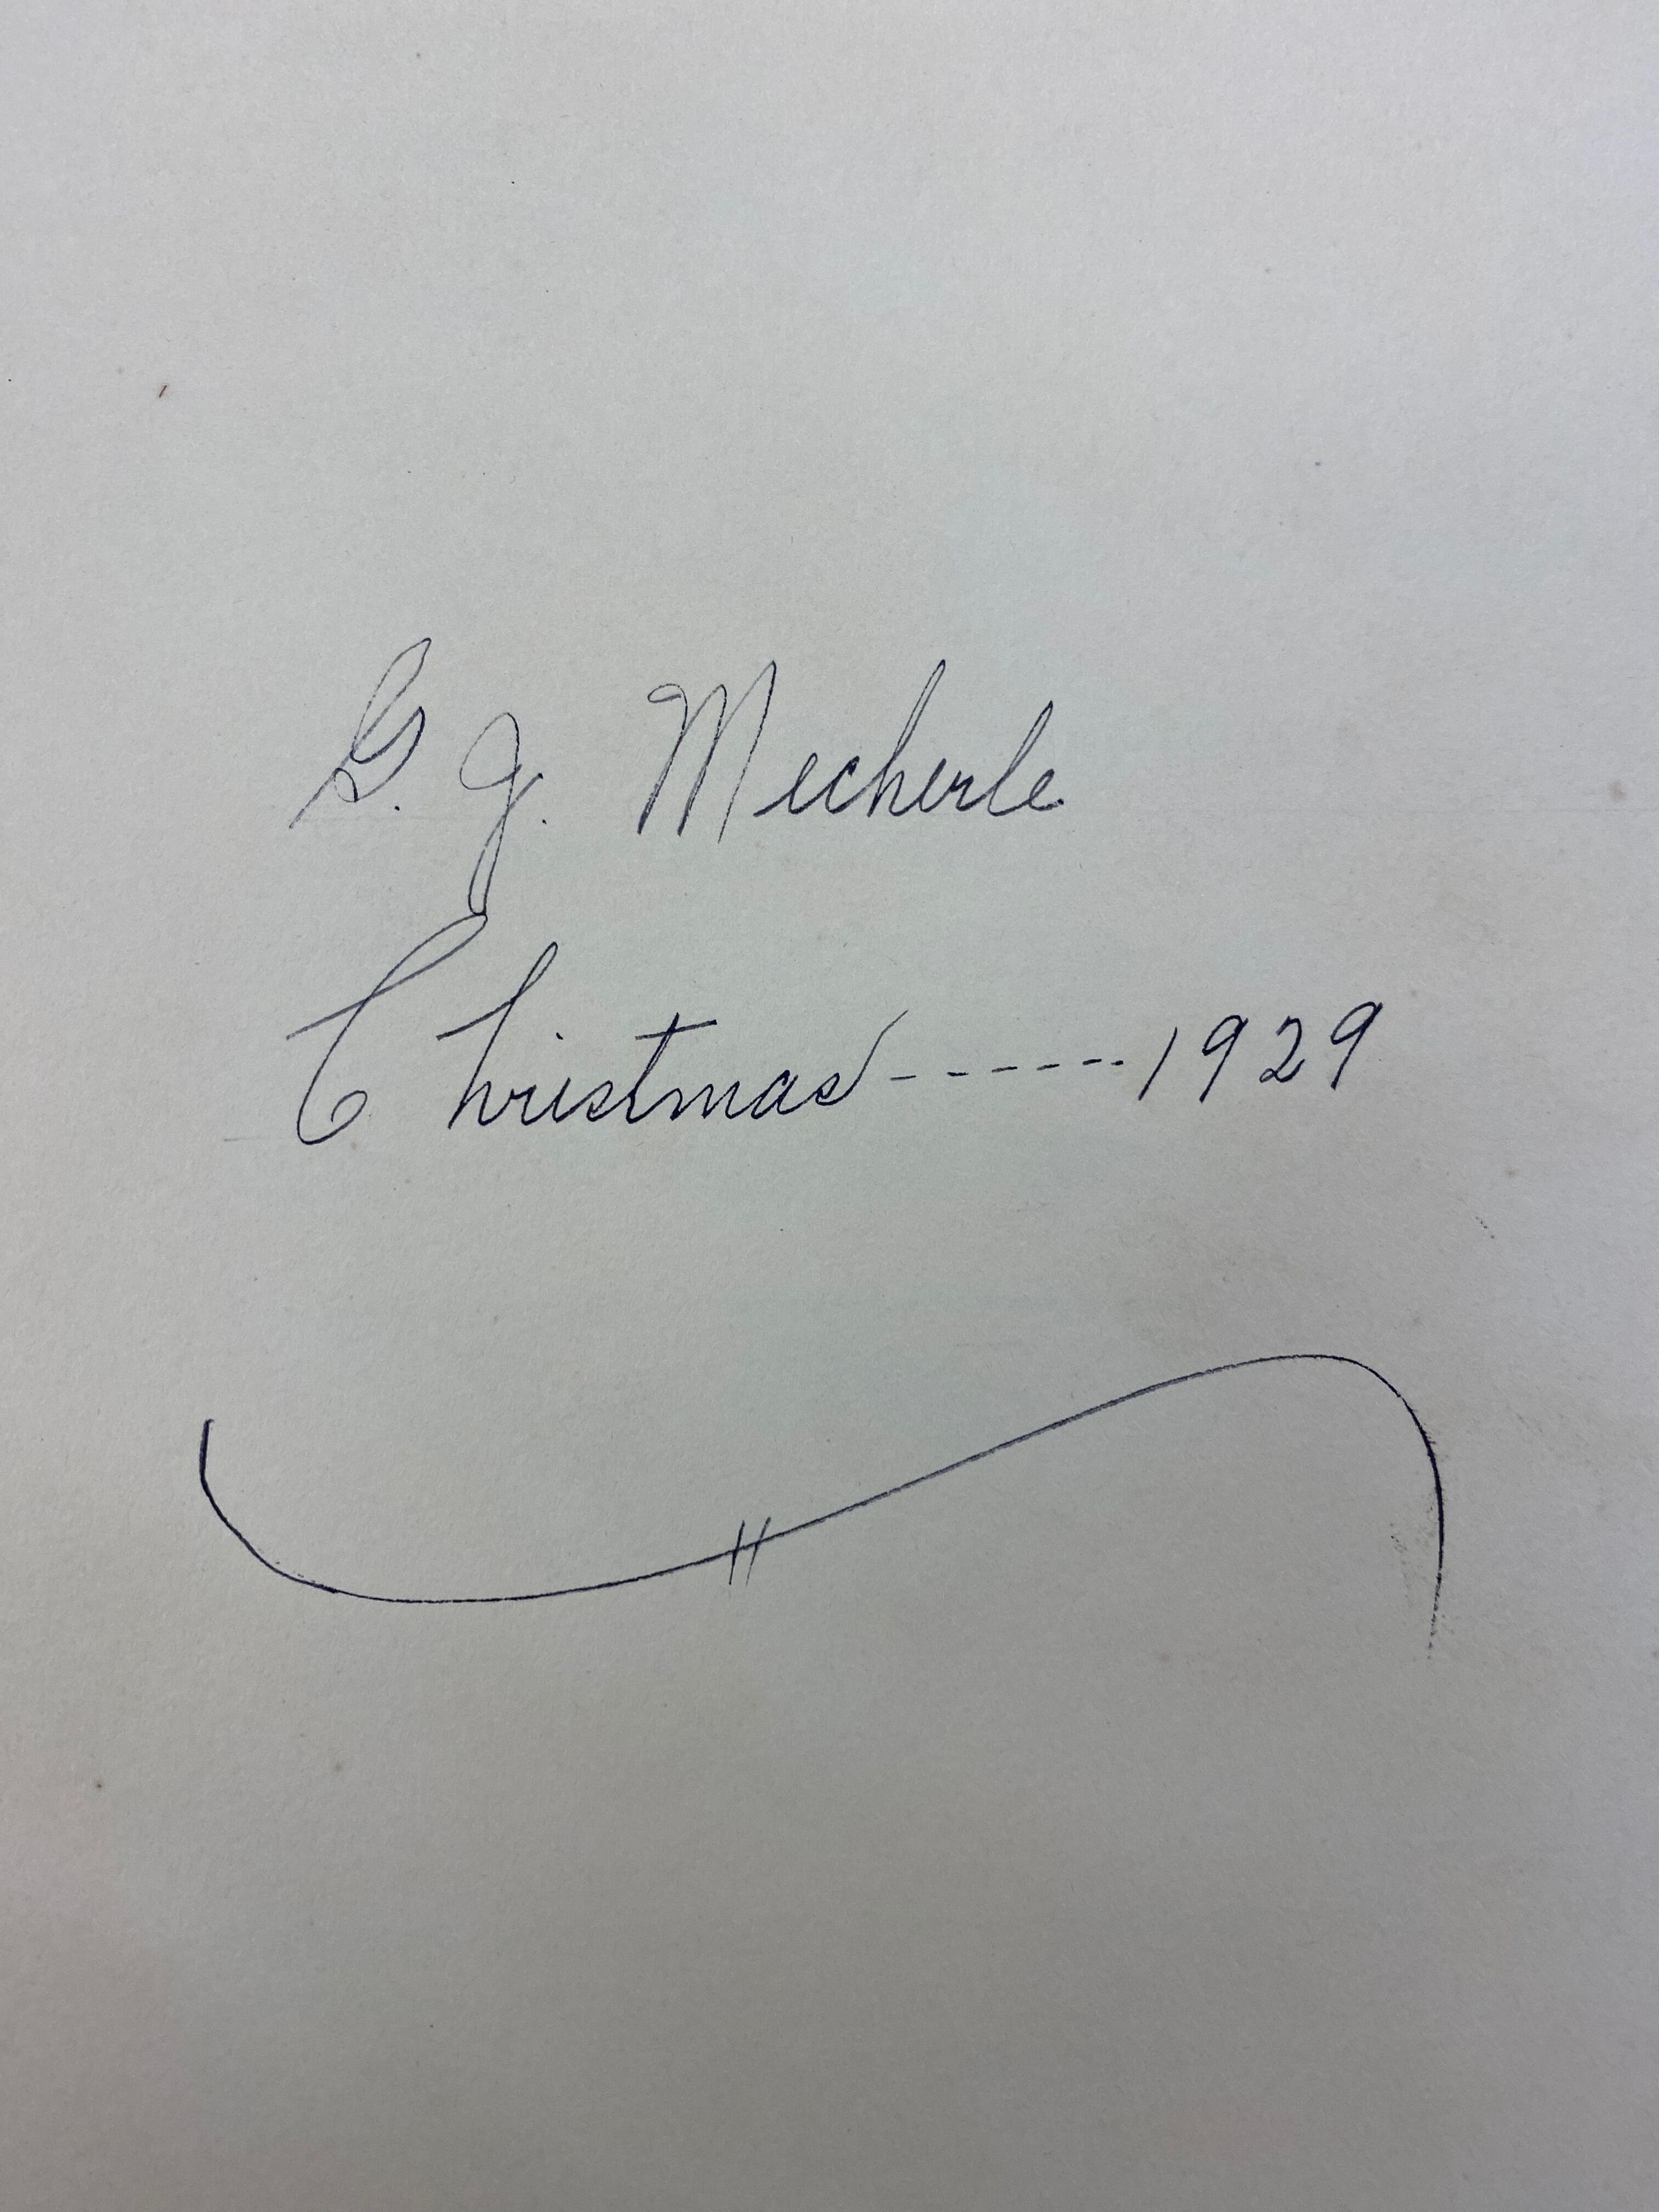 G. J. Mecherle
Christmas-------1929